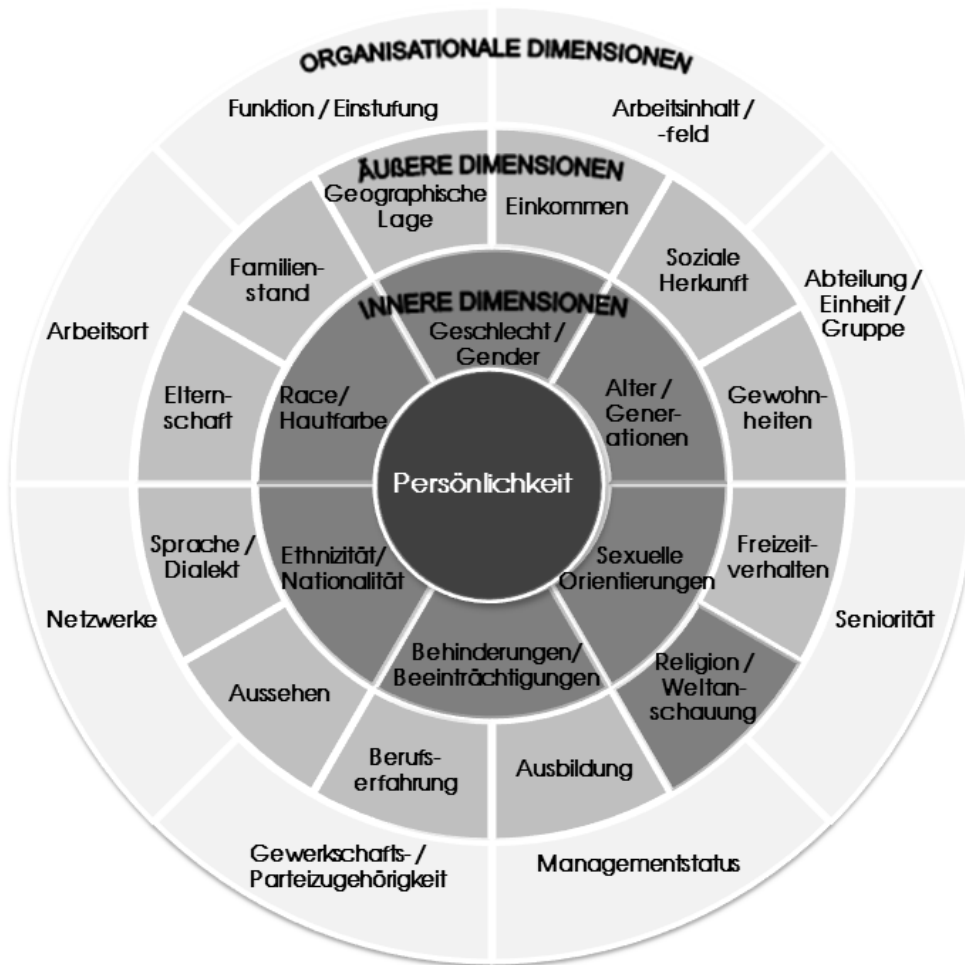 ORGANISATIONALE DIMENSIONEN
Funktion / Einstufung
Arbeitsinhalt /
-feld
Abteilung /
Einheit /
Gruppe
Seniorität
Managementstatus
Gewerkschafts- /
Parteizugehörigkeit
Netzwerke
Arbeitsort
ÄUßERE DIMENSIONEN
Geographische
Lage
Einkommen
Soziale
Herkunft
Gewohn-
heiten
Freizeit-
verhalten
Religion /
Weltan-
schauung
Ausbildung
Berufs-
erfahrung
Aussehen
Sprache /
Dialekt
Eltern-
schaft
Familien-
stand
INNERE DIMENSIONEN
Geschlecht /
Gender
Alter /
Gener-
ationen
Sexuelle
Orientierungen
Behinderungen/
Beeinträchtigungen
Ethnizität/
Nationalität
Race/
Hautfarbe
Persönlichkeit